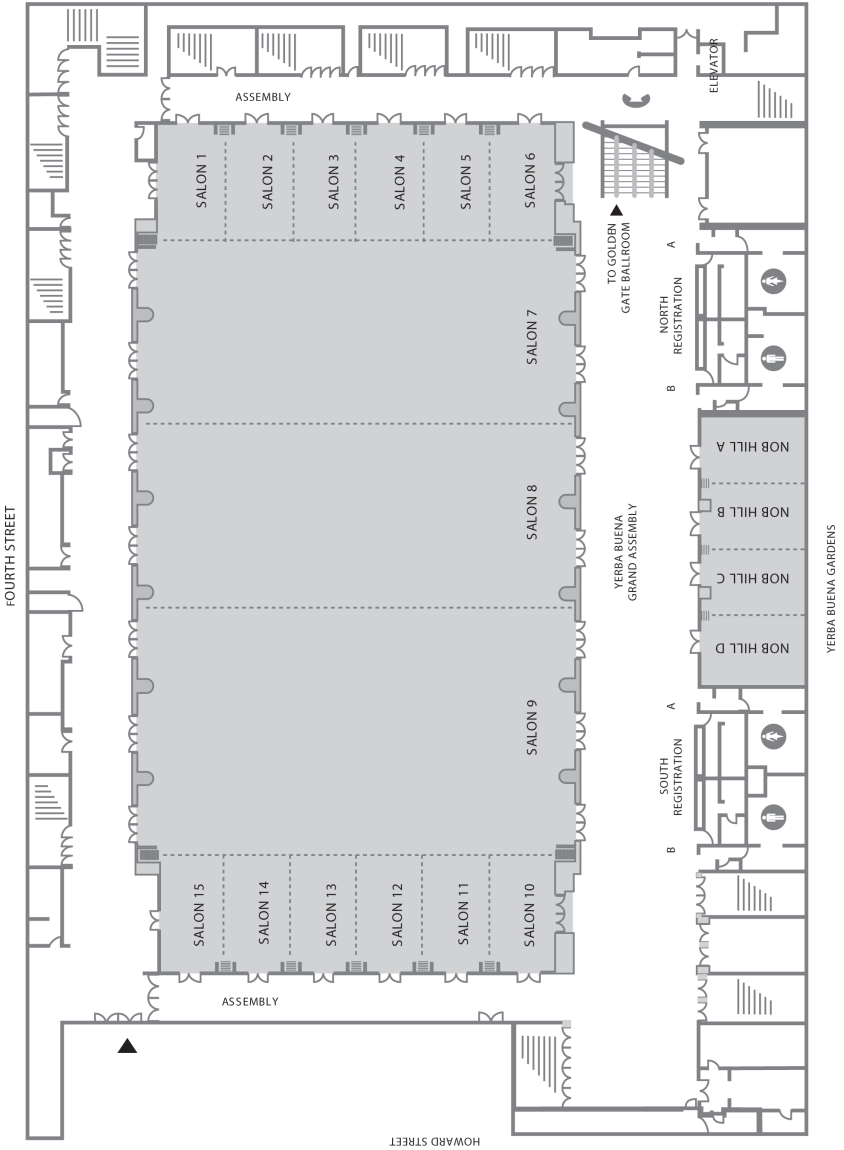 ELEVATOR
ASSEMBLY
SALON 1
SALON 2
SALON 3
SALON 4
SALON 5
SALON 6
TO GOLDEN
GATE BALLROOM
A
NORTH
REGISTRATION
B
SALON 7
NOB HILL A
NOB HILL B
NOB HILL C
NOB HILL D
SALON 8
YERBA BUENA
GRAND ASSEMBLY
FOURTH STREET
YERBA BUENA GARDENS
SALON 9
A
SOUTH
REGISTRATION
B
SALON 15
SALON 14
SALON 13
SALON 12
SALON 11
SALON 10
ASSEMBLY
HOWARD STREET